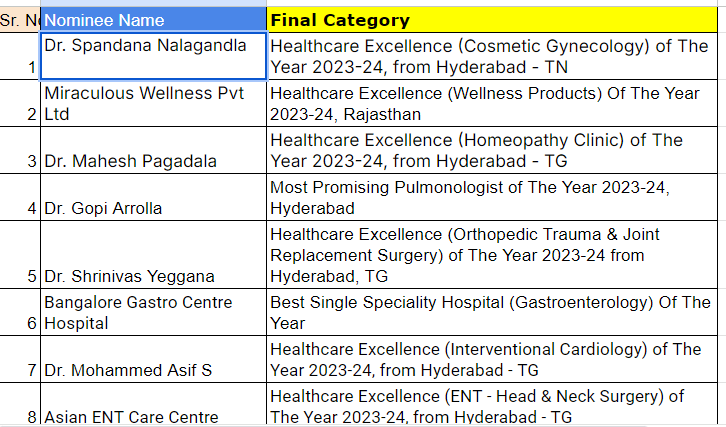 Sr. No Nominee Name Final Category
Dr. Spandana Nalagandla Healthcare Excellence (Cosmetic Gynecology) of The
1 Year 2023-24, from Hyderabad - TN
Miraculous Wellness Pvt Healthcare Excellence (Wellness Products) Of The Year
2 Ltd 2023-24, Rajasthan
Healthcare Excellence (Homeopathy Clinic) of The
3 Dr. Mahesh Pagadala Year 2023-24, from Hyderabad - TG
Most Promising Pulmonologist of The Year 2023-24,
4 Dr. Gopi Arrolla Hyderabad
Healthcare Excellence (Orthopedic Trauma & Joint
Replacement Surgery) of The Year 2023-24 from
5 Dr. Shrinivas Yeggana Hyderabad, TG
Bangalore Gastro Centre Best Single Speciality Hospital (Gastroenterology) Of The
6 Hospital Year
Healthcare Excellence (Interventional Cardiology) of The
7 Dr. Mohammed Asif S Year 2023-24, from Hyderabad - TG
Healthcare Excellence (ENT - Head & Neck Surgery) of
8 Asian ENT Care Centre The Year 2023-24, from Hyderabad - TG